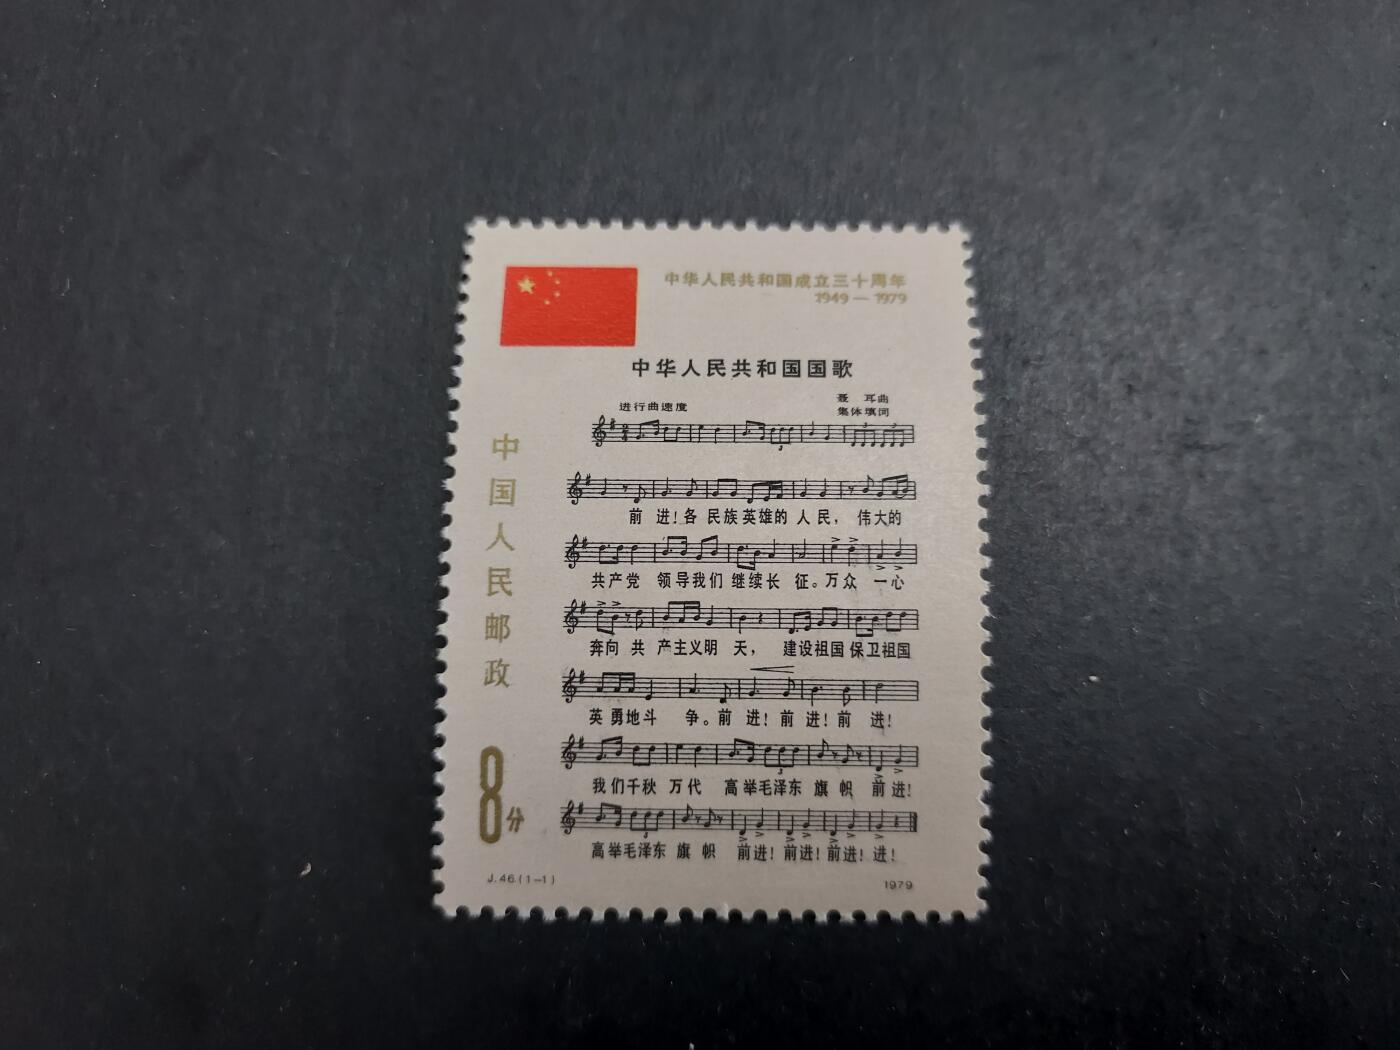 中华人民共和国成立三十周年
1949—1979
中华人民共和国国歌
进行曲速度
聂 耳曲
集体填词
前 进!各 民族英雄的 人 民, 伟大的
共产党 领导我们 继续长 征。万众 一心
奔向 共 产主义明 天, 建设祖国 保卫祖国
英 勇地斗 争。前 进! 前 进! 前 进!
我们千秋 万代 高举毛泽东 旗 帜 前进!
高举毛泽东 旗 帜 前进! 前进! 前进! 进!
中国人民邮政
8分
J.46.(1-1)
1979